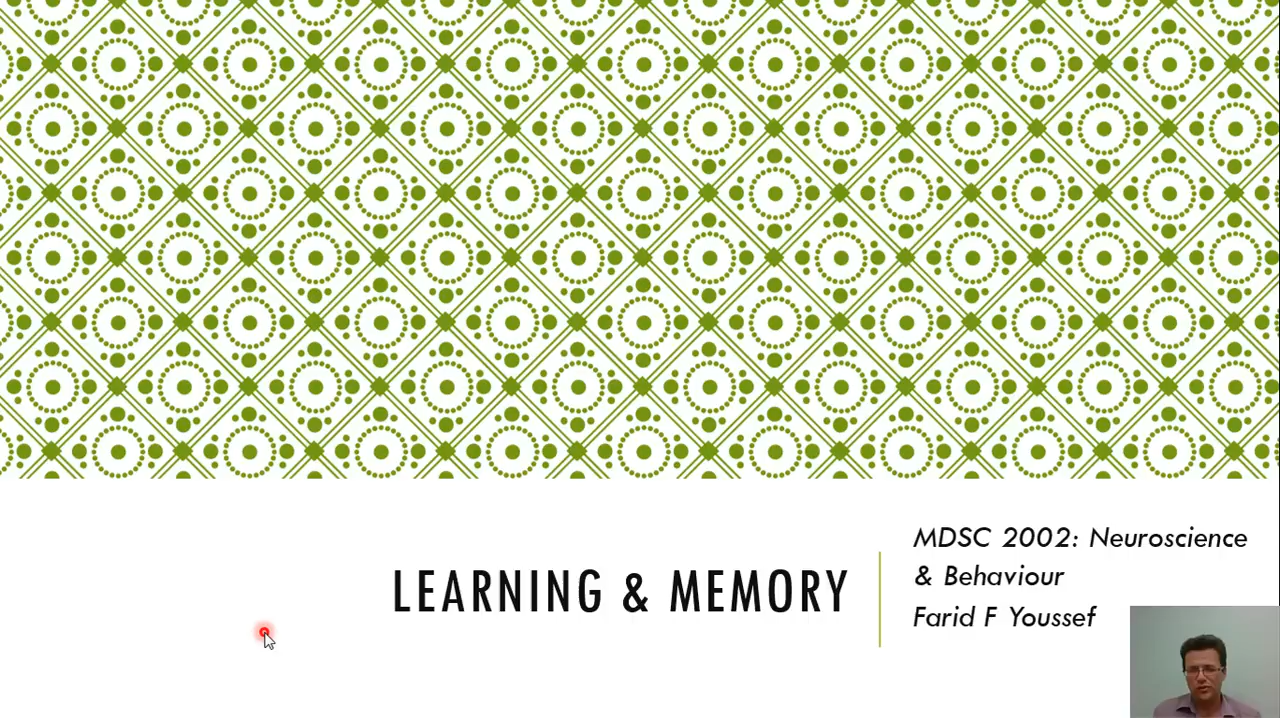 LEARNING & MEMORY
MDSC 2002: Neuroscience
& Behaviour
Farid F Youssef